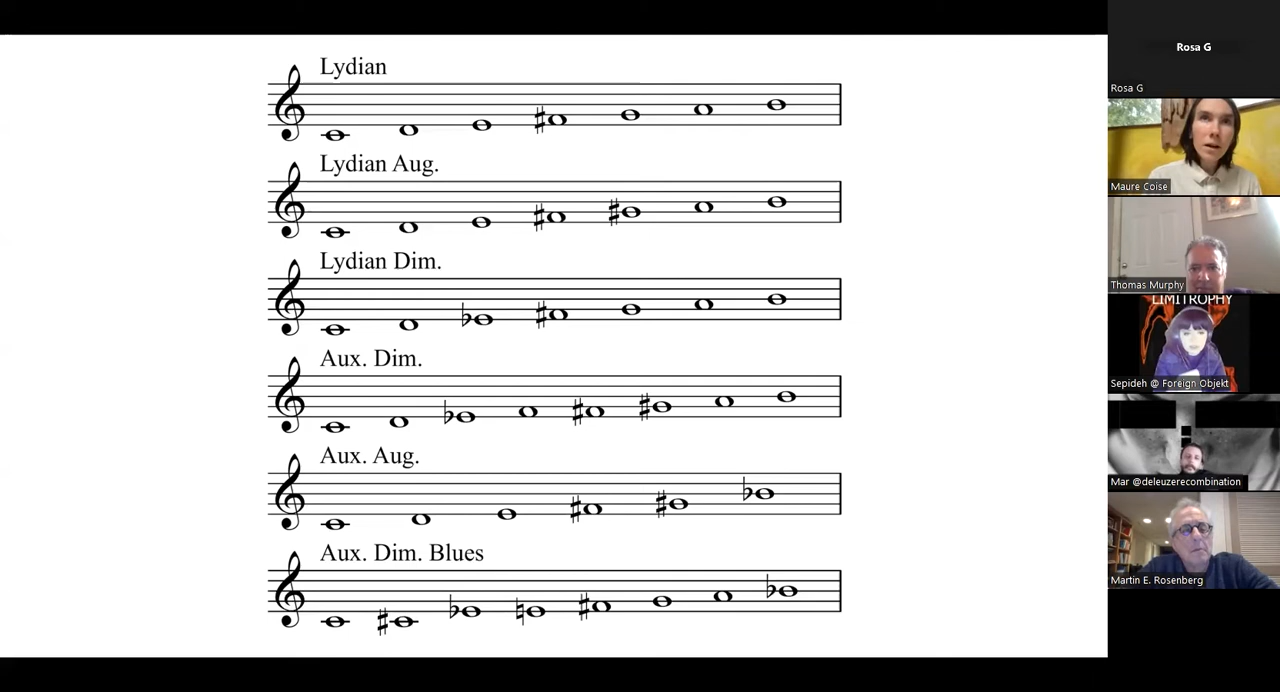 Lydian
Lydian Aug.
Lydian Dim.
Aux. Dim.
Aux. Aug.
Aux. Dim. Blues
Rosa G
Rosa G
Maure Coise
Thomas Murphy
LIMITROPHY
Sepideh @ Foreign Objekt
Mar @deleuzerecombination
Martin E. Rosenberg